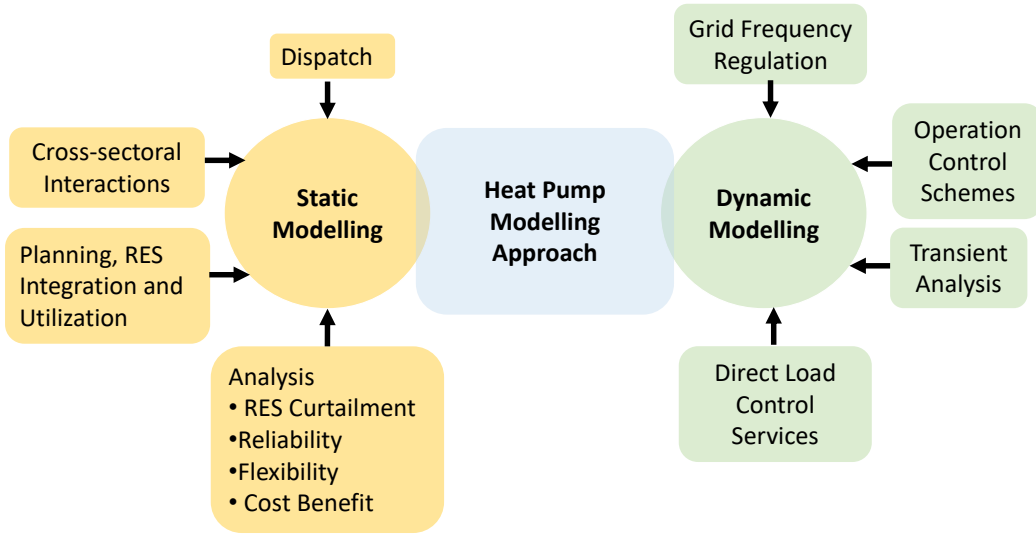 Dispatch
Cross-sectoral
Interactions
Planning, RES
Integration and
Utilization
Analysis
• RES Curtailment
•Reliability
•Flexibility
• Cost Benefit
Static
Modelling
Heat Pump
Modelling
Approach
Dynamic
Modelling
Grid Frequency
Regulation
Operation
Control
Schemes
Transient
Analysis
Direct Load
Control
Services